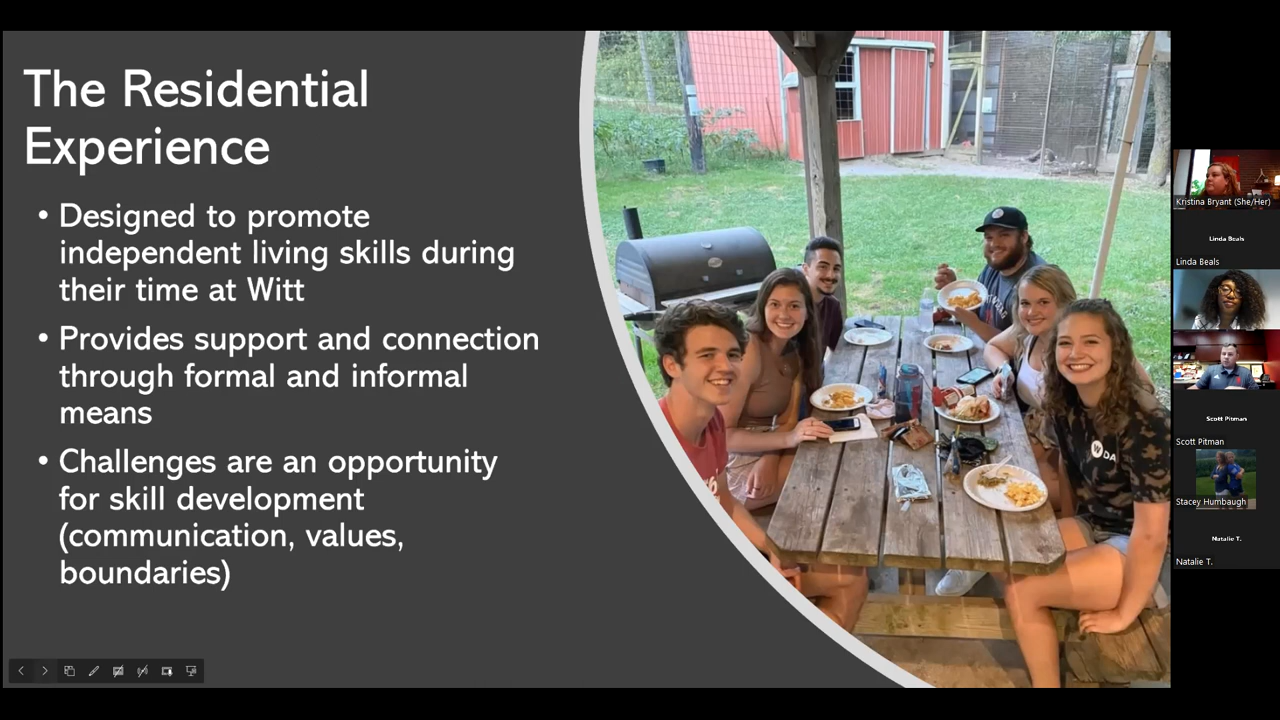 The Residential
Experience
• Designed to promote
independent living skills during
their time at Witt
• Provides support and connection
through formal and informal
means
• Challenges are an opportunity
for skill development
(communication, values,
boundaries)
Kristina Bryant (She/Her)
Linda Beals
Linda Beals
Scott Pitman
Scott Pitman
Stacey Humbaugh
Natalie T.
Natalie T.